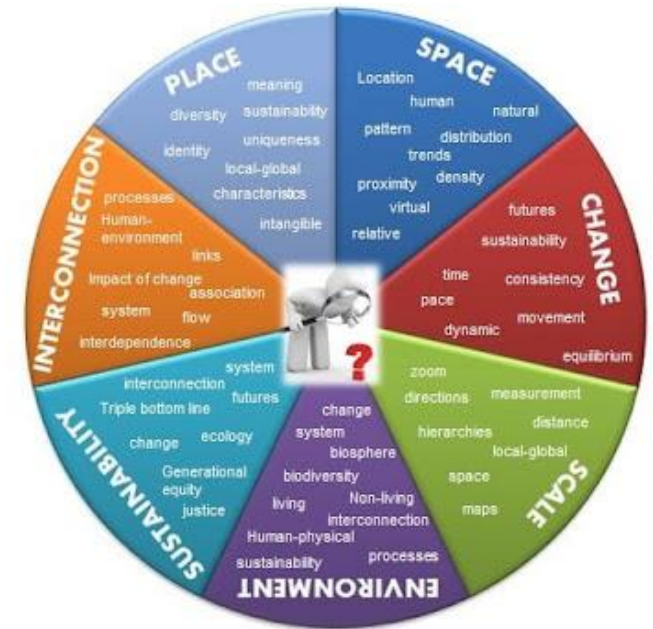 PLACE
meaning
diversity
sustainability
uniqueness
identity
local-global
characteristics
intangible
SPACE
Location
human
natural
pattern
distribution
trends
proximity
density
virtual
relative
CHANGE
futures
sustainability
time
consistency
pace
movement
dynamic
equilibrium
SCALE
zoom
directions
measurement
hierarchies
distance
local-global
space
maps
ENVIRONMENT
change
system
biosphere
biodiversity
living
Non-living
interconnection
Human-physical
sustainability
processes
SUSTAINABILITY
system
interconnection
futures
Triple bottom line
change
ecology
Generational
equity
justice
INTERCONNECTION
processes
Human-
environment
links
Impact of change
association
system
flow
interdependence
?